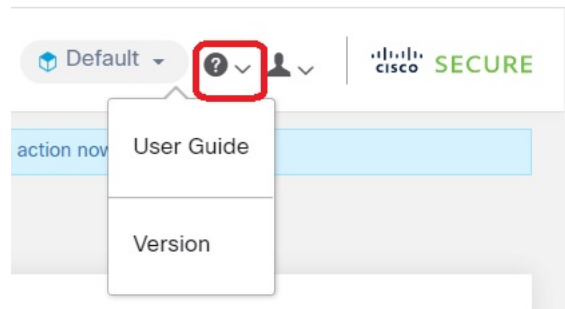 Default
?
cisco SECURE
action now
User Guide
Version